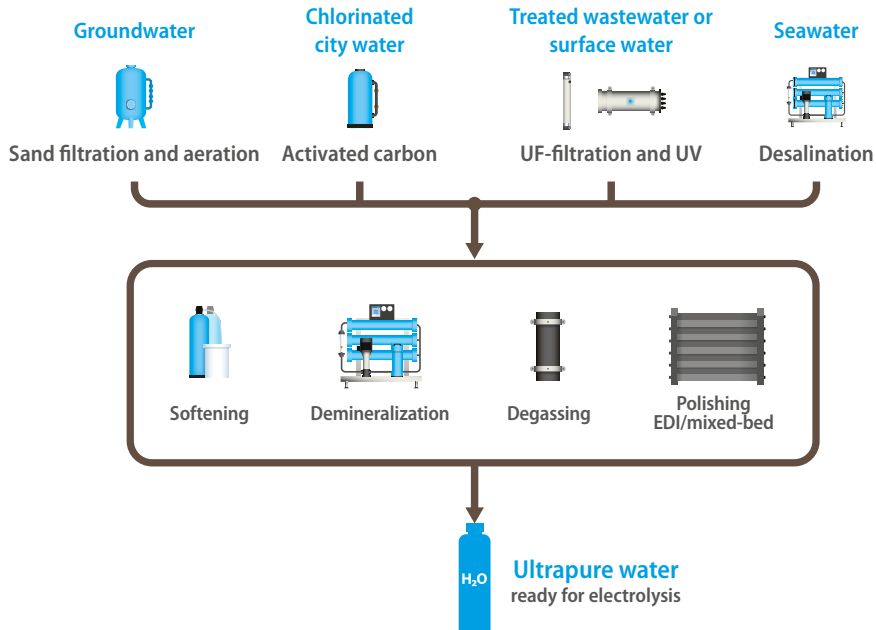 Groundwater
Chlorinated
city water
Treated wastewater or
surface water
Seawater
Sand filtration and aeration
Activated carbon
UF-filtration and UV
Desalination
Softening
Demineralization
Degassing
Polishing
EDI/mixed-bed
H₂O
Ultrapure water
ready for electrolysis